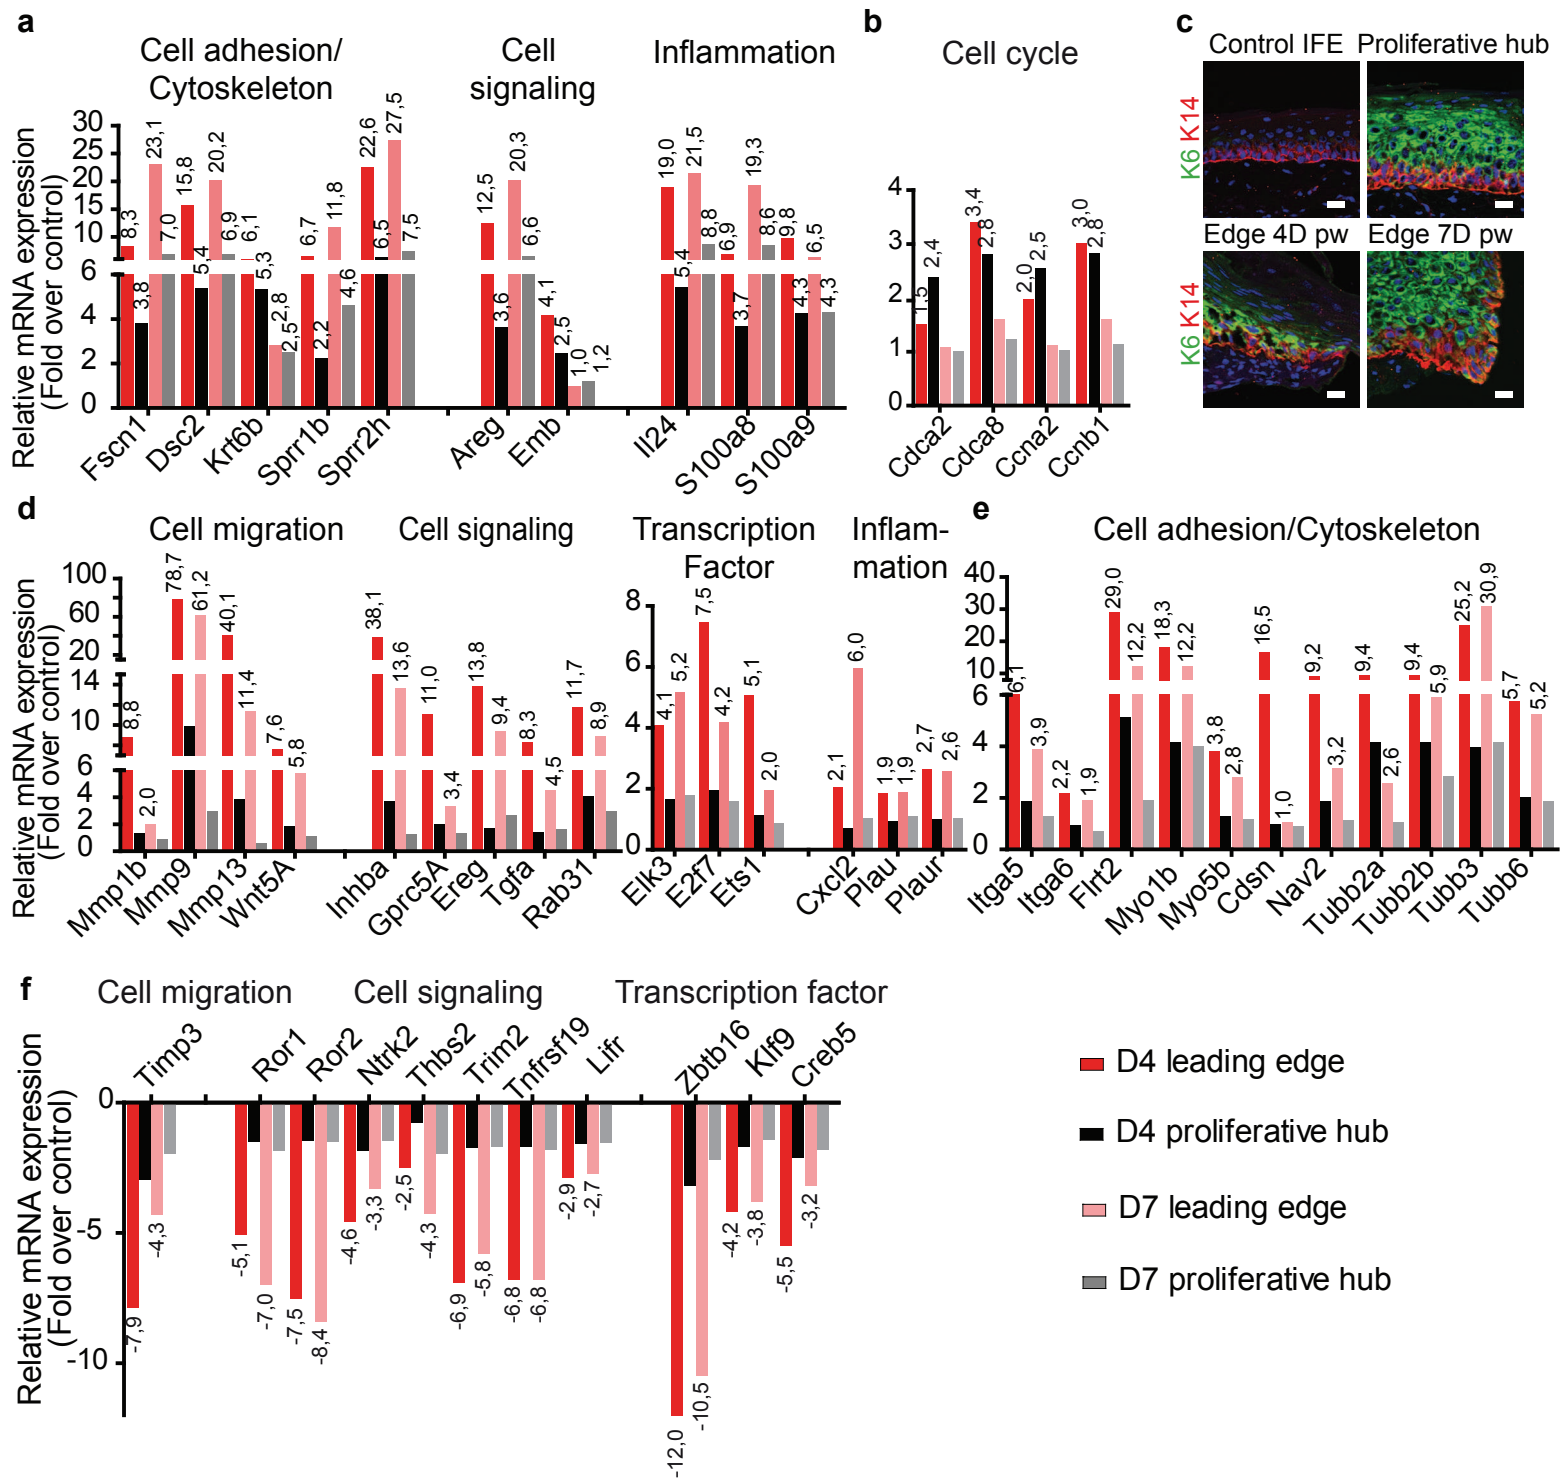 a
Cell adhesion/
Cytoskeleton
Cell
signaling
Inflammation
Relative mRNA expression
(Fold over control)
30
25
20
15
10
6
4
2
0
8,3
3,8
23,1
7,0
15,8
5,4
20,2
6,9
6,1
5,3
2,8
2,5
6,7
2,2
11,8
4,6
22,6
6,5
27,5
7,5
12,5
3,6
20,3
6,6
4,1
2,5
1,0
1,2
19,0
5,4
21,5
8,8
6,9
3,7
19,3
8,6
9,8
4,3
6,5
4,3
Fscn1
Dsc2
Krt6b
Sprr1b
Sprr2h
Areg
Emb
Il24
S100a8
S100a9
b
Cell cycle
4
3
2
1
0
1,5
2,4
3,4
2,8
2,0
2,5
3,0
2,8
Cdca2
Cdca8
Ccna2
Ccnb1
c
Control IFE
Proliferative hub
K6 K14
Edge 4D pw
Edge 7D pw
K6 K14
d
Cell migration
Cell signaling
Transcription
Factor
Inflam-
mation
Relative mRNA expression
(Fold over control)
100
80
60
40
20
14
10
6
4
2
0
8,8
2,0
78,7
61,2
40,1
11,4
7,6
5,8
38,1
13,6
11,0
3,4
13,8
9,4
8,3
4,5
11,7
8,9
Mmp1b
Mmp9
Mmp13
Wnt5A
Inhba
Gprc5A
Ereg
Tgfa
Rab31
8
6
4
2
0
4,1
5,2
7,5
4,2
5,1
2,0
2,1
6,0
1,9
1,9
2,7
2,6
Elk3
E2f7
Ets1
Cxcl2
Plau
Plaur
e
Cell adhesion/Cytoskeleton
40
30
20
10
6
4
2
0
6,1
3,9
2,2
1,9
29,0
12,2
18,3
12,2
3,8
2,8
16,5
1,0
9,2
3,2
9,4
2,6
9,4
5,9
25,2
30,9
5,7
5,2
Itga5
Itga6
Flrt2
Myo1b
Myo5b
Cdsn
Nav2
Tubb2a
Tubb2b
Tubb3
Tubb6
f
Cell migration
Cell signaling
Transcription factor
Timp3
Ror1
Ror2
Ntrk2
Thbs2
Trim2
Tnfrsf19
Lifr
Zbtb16
Klf9
Creb5
Relative mRNA expression
(Fold over control)
0
-5
-10
-7,9
-4,3
-5,1
-7,0
-7,5
-8,4
-4,6
-3,3
-2,5
-4,3
-6,9
-5,8
-6,8
-6,8
-2,9
-2,7
-12,0
-10,5
-4,2
-3,8
-5,5
-3,2
D4 leading edge
D4 proliferative hub
D7 leading edge
D7 proliferative hub